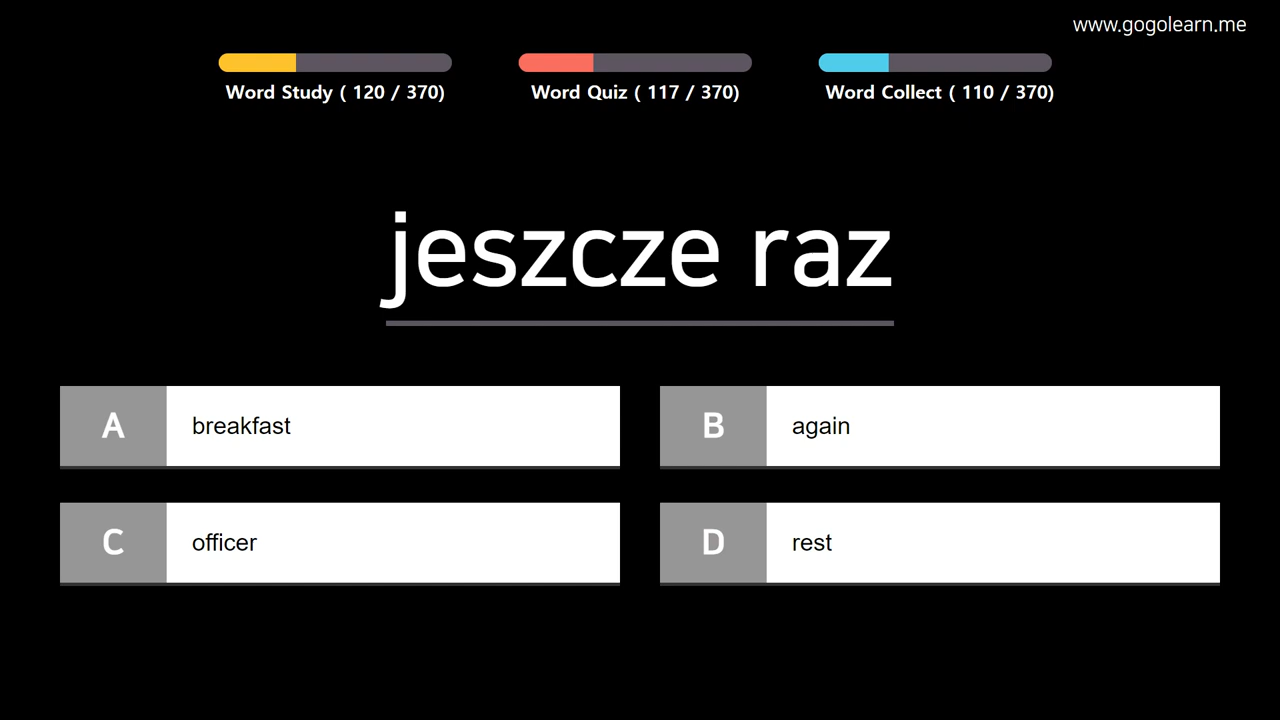 www.gogolearn.me
Word Study ( 120 / 370)
Word Quiz ( 117 / 370)
Word Collect ( 110 / 370)
jeszcze raz
A breakfast
B again
C officer
D rest